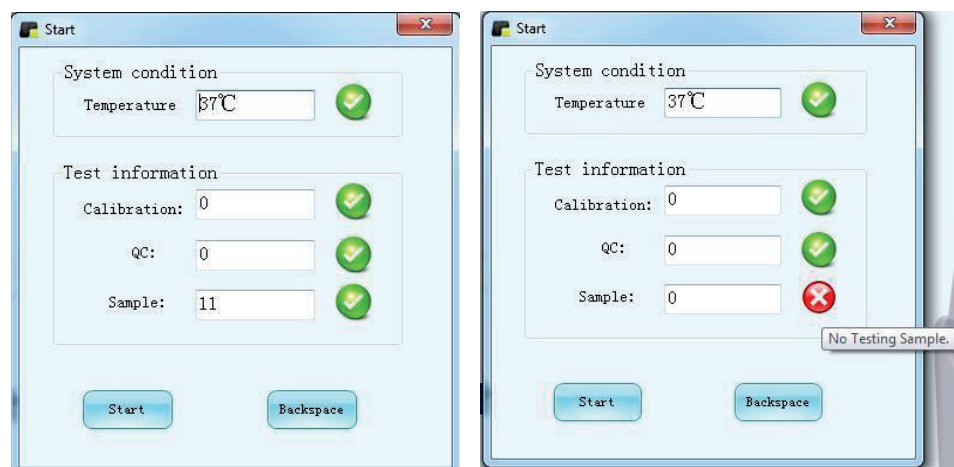 Start
System condition
Temperature 37℃
Test information
Calibration: 0
QC: 0
Sample: 11
Start Backspace
Start
System condition
Temperature 37℃
Test information
Calibration: 0
QC: 0
Sample: 0
No Testing Sample.
Start Backspace